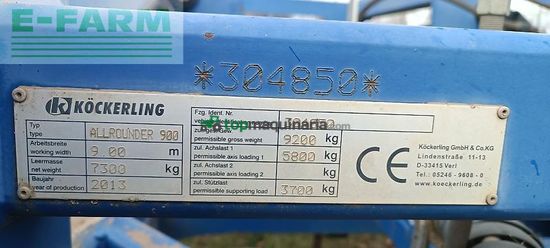 E-FARM
*304850*
KÖCKERLING
Typ
type ALLROUNDER 900
Arbeitsbreite
working width 9.00 m
Leermasse
net mass 7300 kg
Baujahr
year of production 2013
Fzg. Ident. Nr.
topmaquinaria.com
permissible gross weight 9200 kg
zul. Achslast 1
permissible axis loading 1 5800 kg
zul. Achslast 2
permissible axis loading 2 kg
zul. Stützlast
permissible supporting load 3700 kg
CE
Köckerling GmbH & Co.KG
Lindenstraße 11-13
D-33415 Verl
Tel.: 05246 - 9608 - 0
www.koeckerling.de